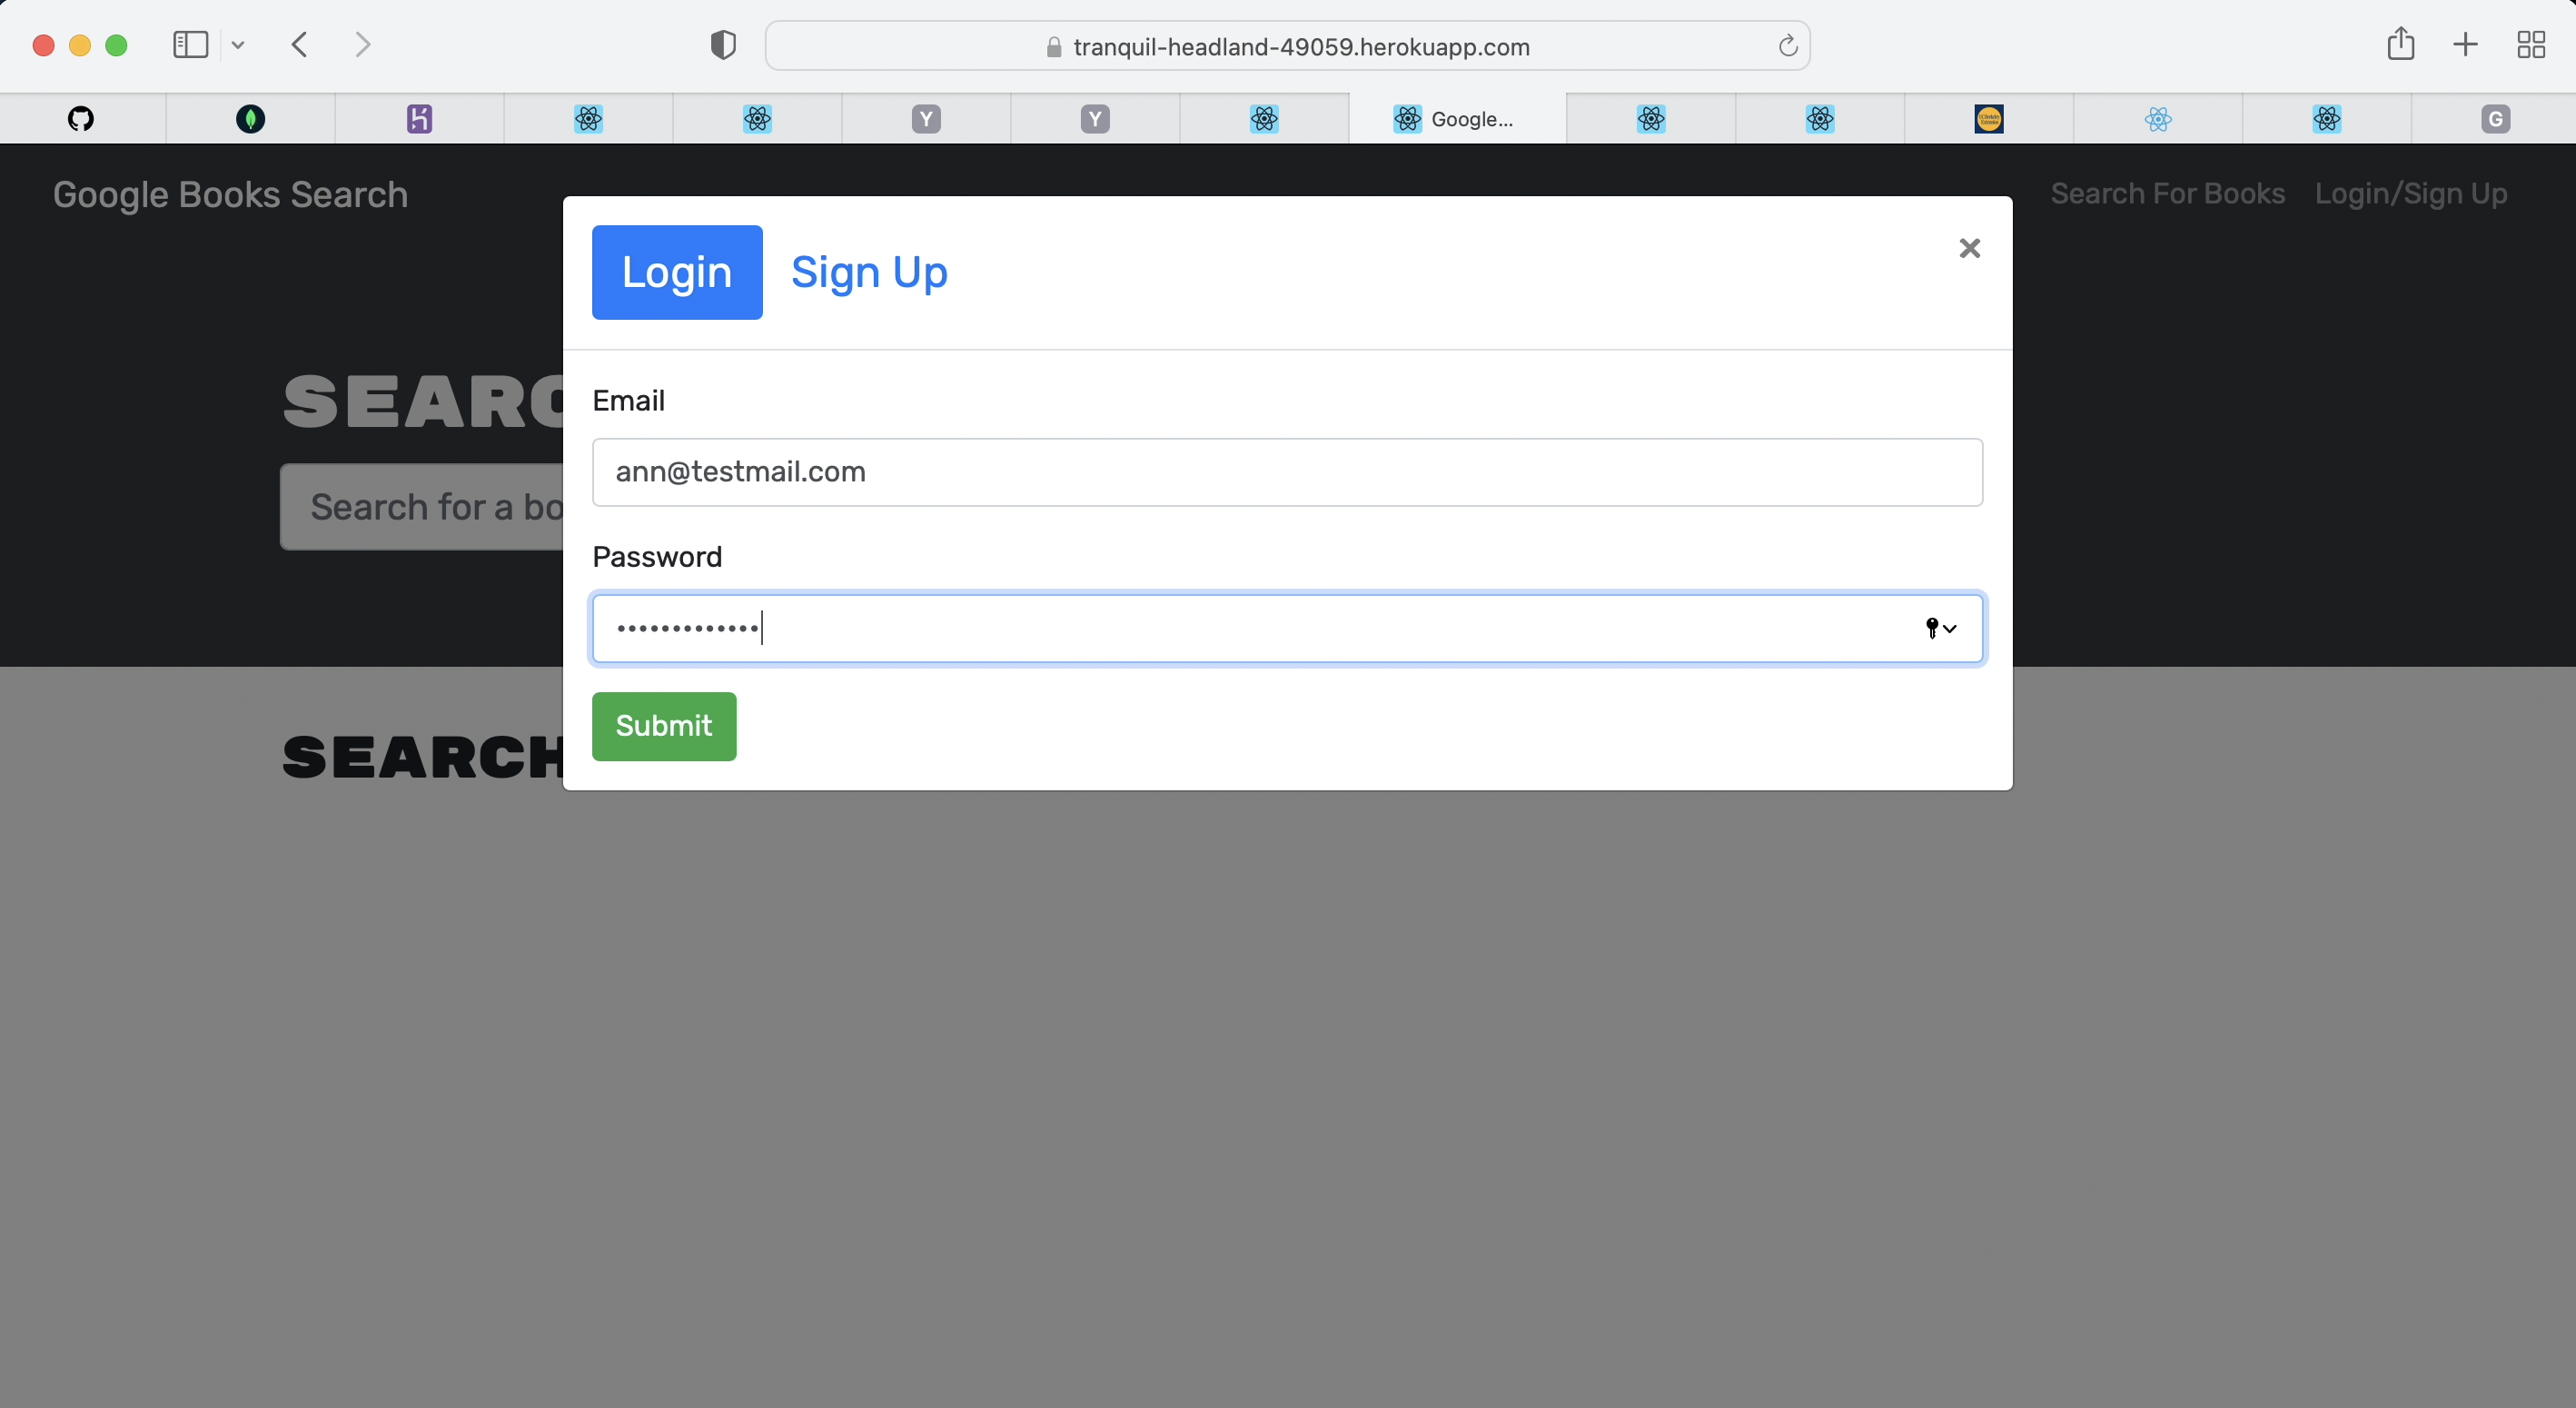 tranquil-headland-49059.herokuapp.com
Y
Y
Google...
G
Google Books Search
Search For Books
Login/Sign Up
Login
Sign Up
SEARC
Email
ann@testmail.com
Search for a bo
Password
•••••••••••••
Submit
SEARCH